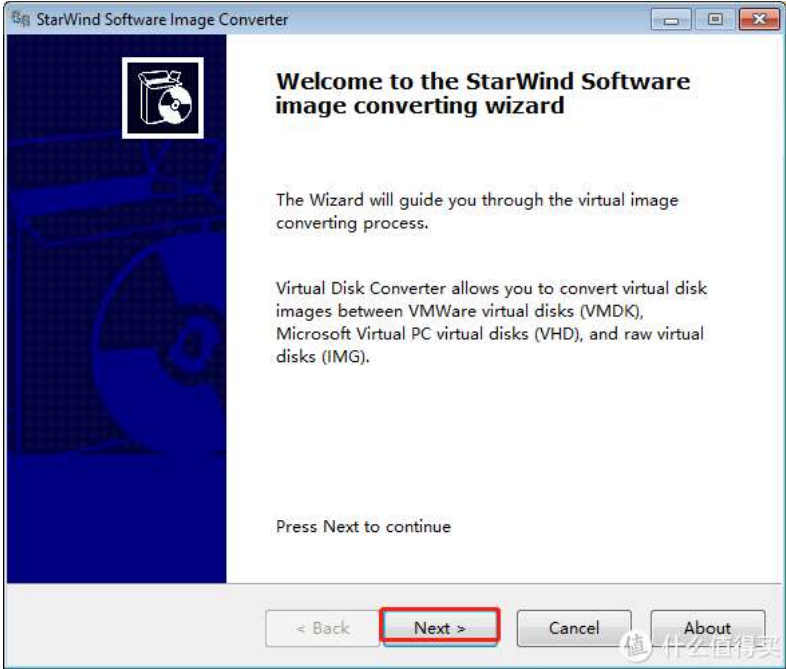 StarWind Software Image Converter
Welcome to the StarWind Software
image converting wizard
The Wizard will guide you through the virtual image
converting process.
Virtual Disk Converter allows you to convert virtual disk
images between VMWare virtual disks (VMDK),
Microsoft Virtual PC virtual disks (VHD), and raw virtual
disks (IMG).
Press Next to continue
< Back
Next >
Cancel
About
值 什么值得买